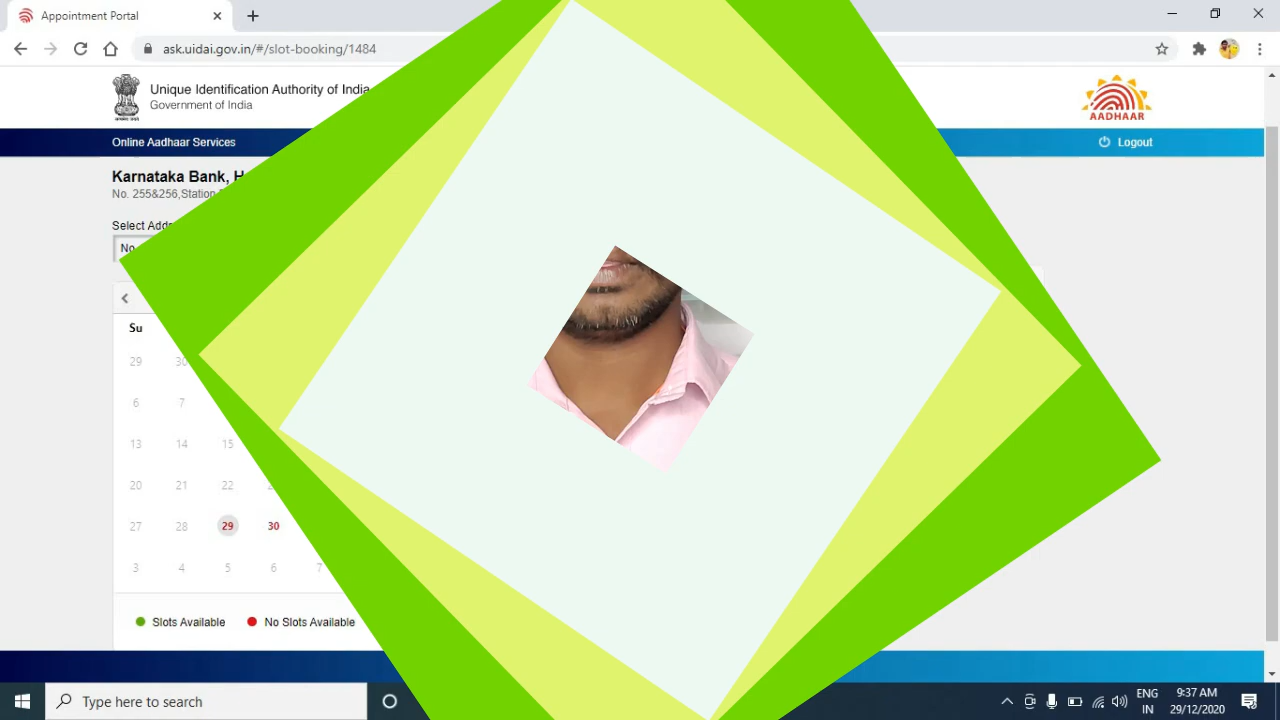 Appointment Portal
ask.uidai.gov.in/#/slot-booking/1484
Unique Identification Authority of India
Government of India
AADHAAR
Online Aadhaar Services
Logout
Karnataka Bank,
No. 255&256,Station
Select
No
Su
29 30
6 7
13 14 15
20 21 22
27 28 29 30
3 4 5 6 7
Slots Available No Slots Available
Type here to search
ENG
IN
9:37 AM
29/12/2020